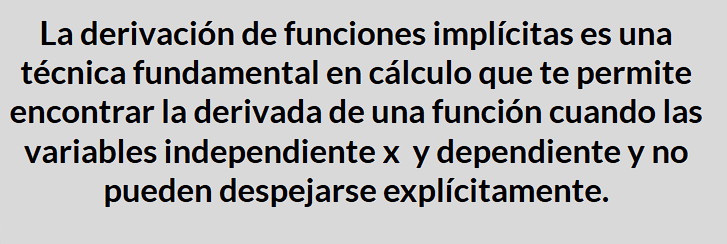 La derivación de funciones implícitas es una
técnica fundamental en cálculo que te permite
encontrar la derivada de una función cuando las
variables independiente x  y dependiente y no
pueden despejarse explícitamente.